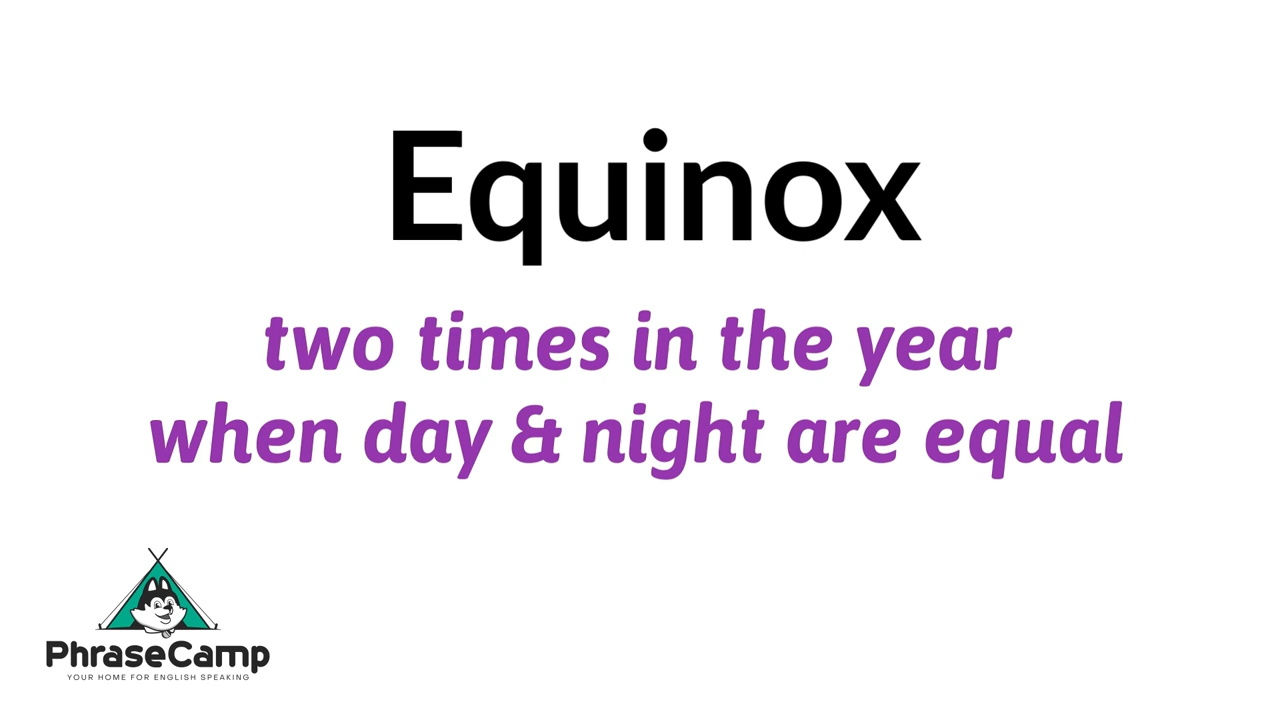 Equinox
two times in the year
when day & night are equal
PhraseCamp
YOUR HOME FOR ENGLISH SPEAKING